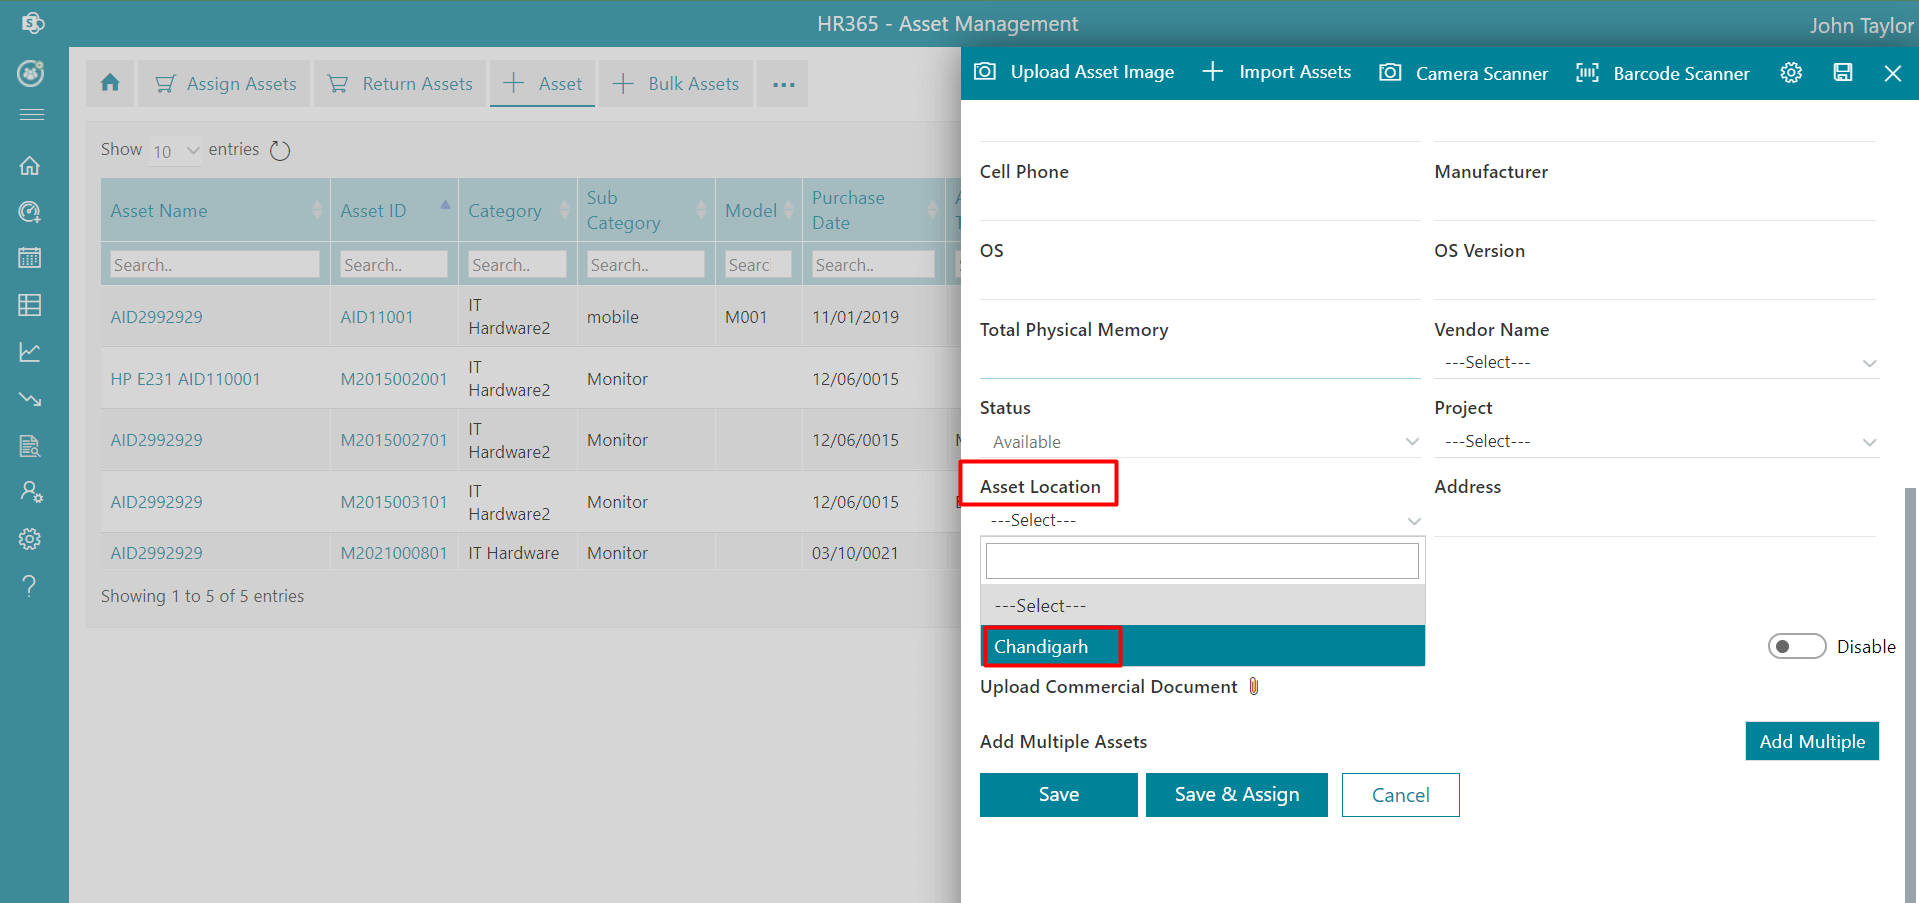 HR365 - Asset Management
John Taylor
Assign Assets
Return Assets
Asset
Bulk Assets
...
Upload Asset Image
Import Assets
Camera Scanner
Barcode Scanner
Show 10 entries
Asset Name
Asset ID
Category
Sub Category
Model
Purchase Date
Search..
Search..
Search..
Search..
Search..
AID2992929 AID11001 IT Hardware2 mobile M001 11/01/2019
HP E231 AID110001 M2015002001 IT Hardware2 Monitor 12/06/0015
AID2992929 M2015002701 IT Hardware2 Monitor 12/06/0015
AID2992929 M2015003101 IT Hardware2 Monitor 12/06/0015
AID2992929 M2021000801 IT Hardware Monitor 03/10/0021
Showing 1 to 5 of 5 entries
Cell Phone
Manufacturer
OS
OS Version
Total Physical Memory
Vendor Name
---Select---
Status
Available
Project
---Select---
Asset Location
---Select---
Address
---Select---
Chandigarh
Disable
Upload Commercial Document
Add Multiple Assets
Add Multiple
Save
Save & Assign
Cancel